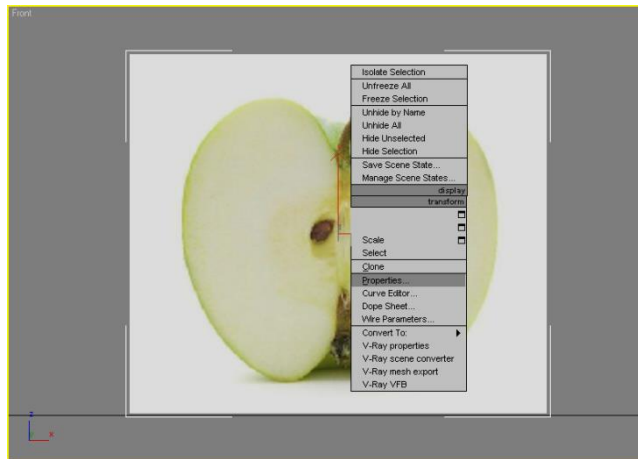 Front
Isolate Selection
Unfreeze All
Freeze Selection
Unhide by Name
Unhide All
Hide Unselected
Hide Selection
Save Scene State...
Manage Scene States...
display
transform
Scale
Select
Clone
Properties...
Curve Editor...
Dope Sheet...
Wire Parameters...
Convert To:
V-Ray properties
V-Ray scene converter
V-Ray mesh export
V-Ray VFB
z
x